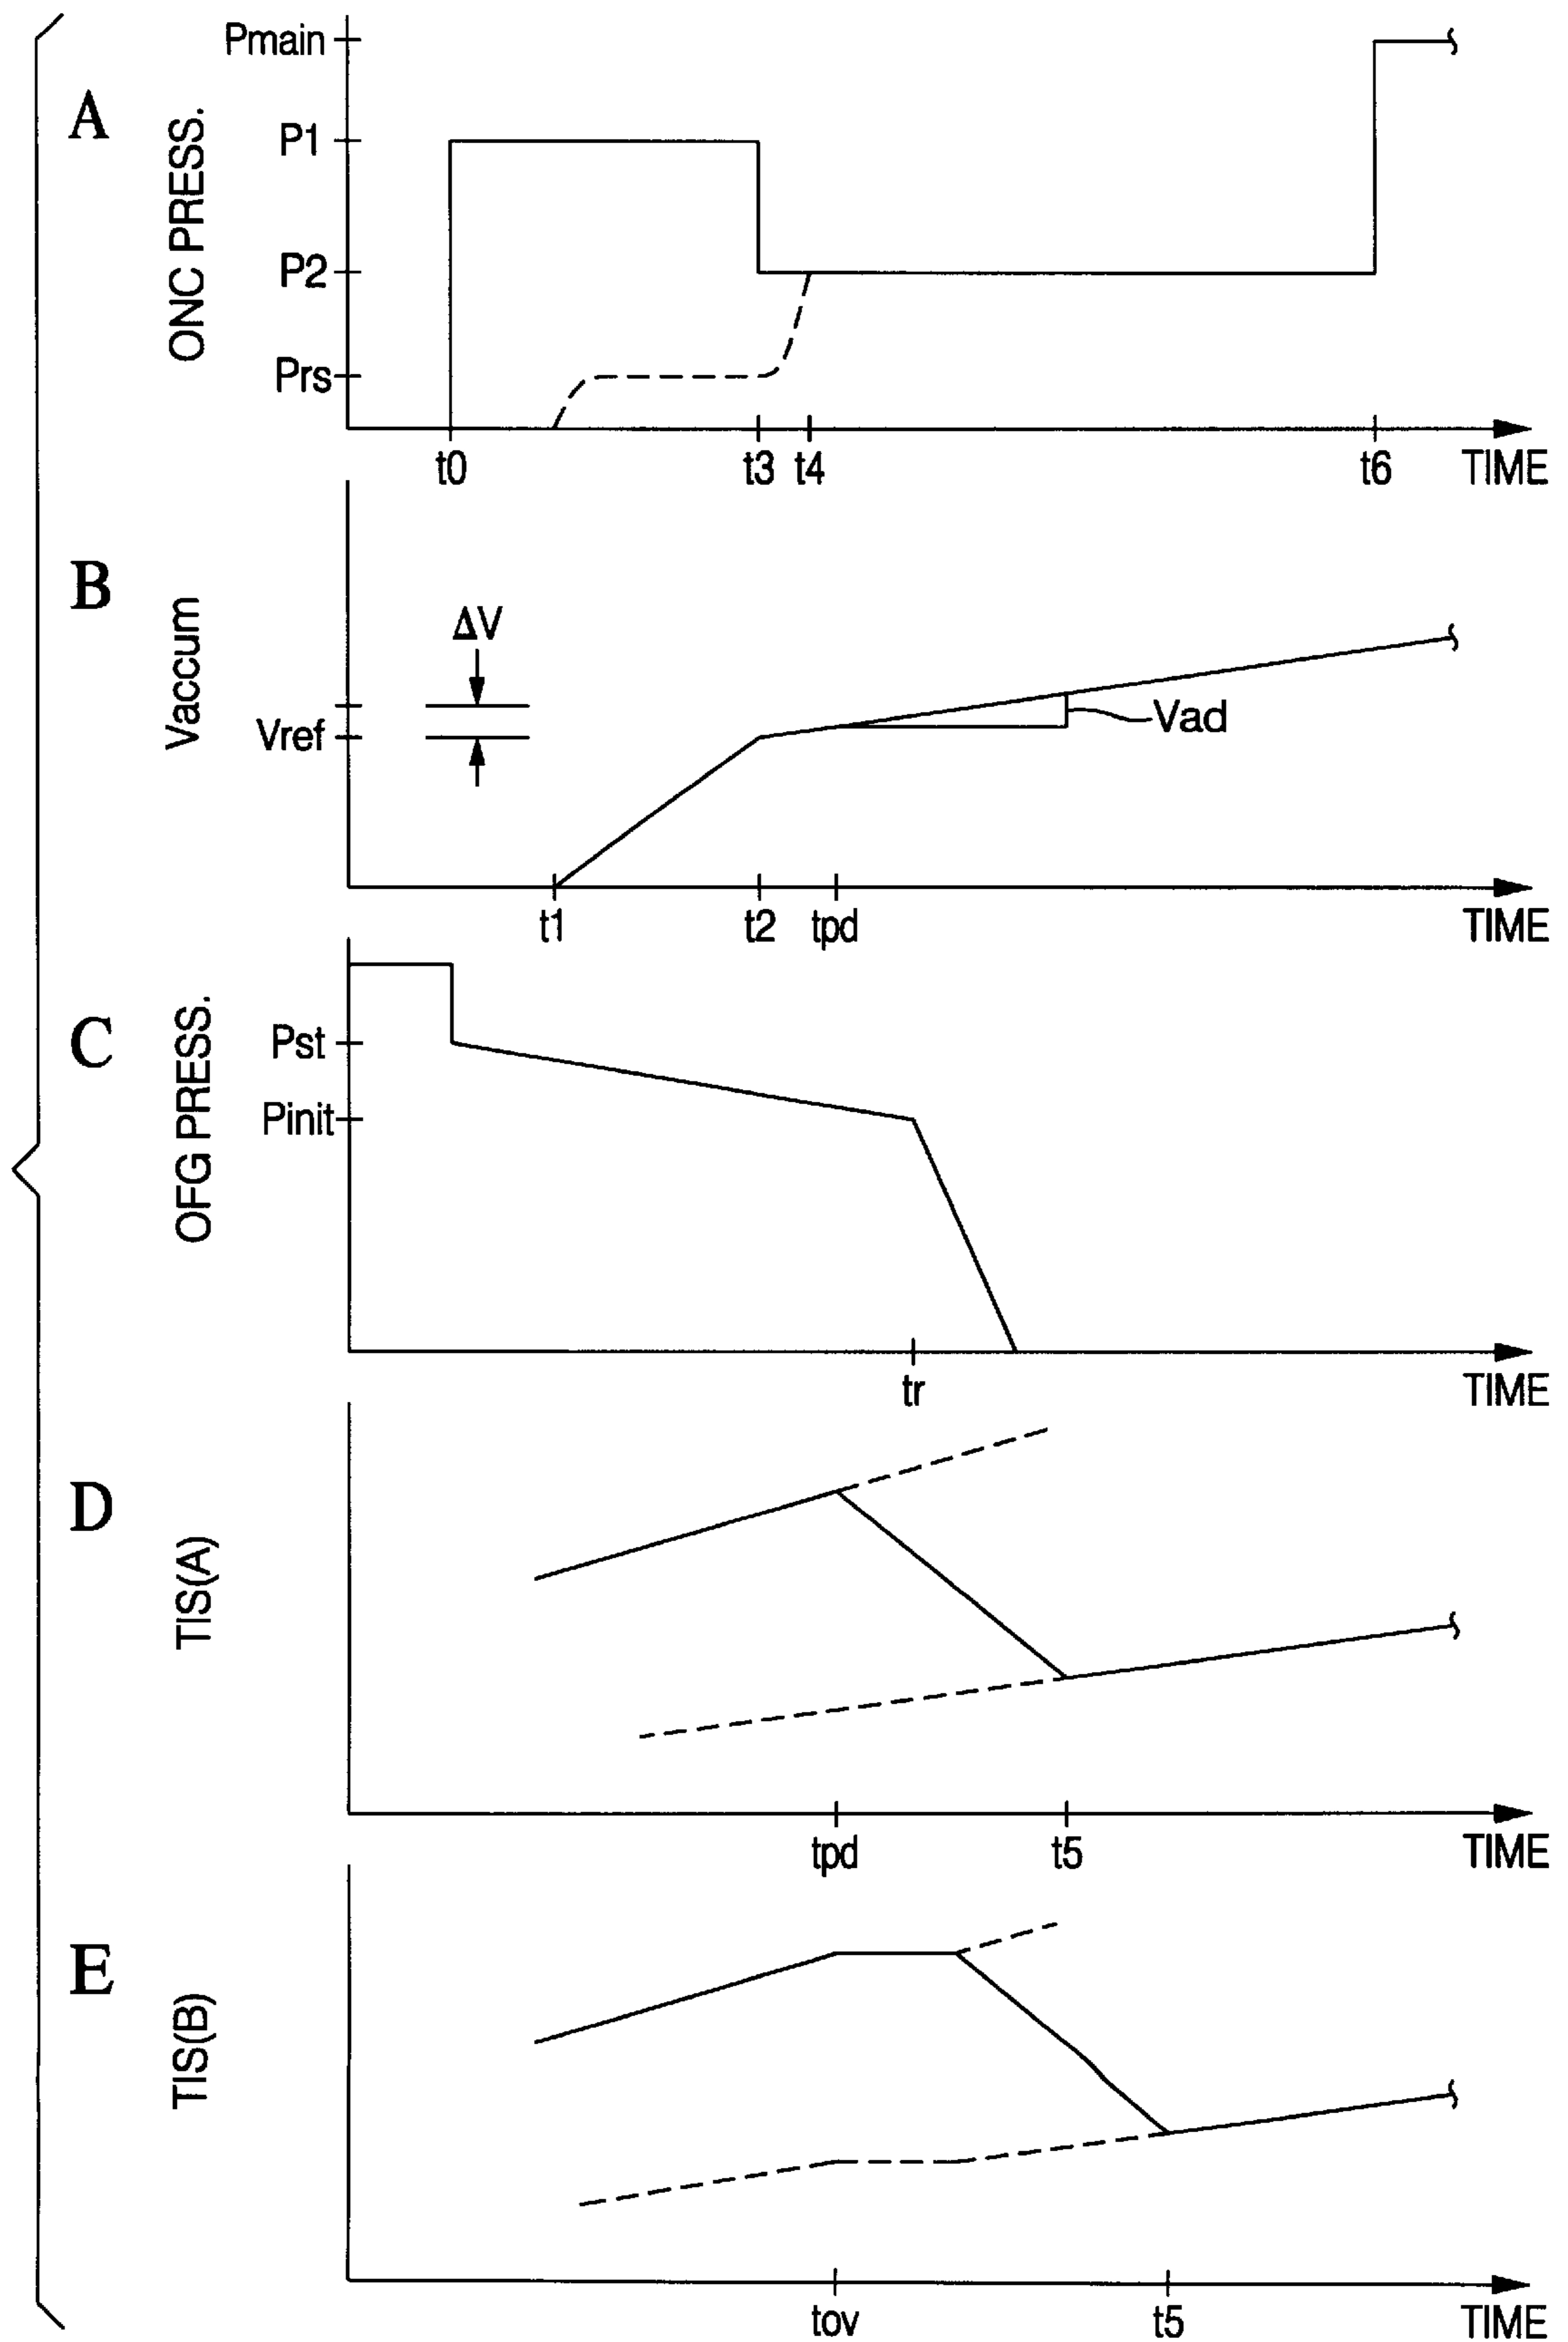 A
ONC PRESS.
Pmain
P1
P2
Prs
t0
t3
t4
t6
TIME
B
Vaccum
ΔV
Vref
Vad
t1
t2
tpd
TIME
C
OFG PRESS.
Pst
Pinit
tr
TIME
D
TIS(A)
tpd
t5
TIME
E
TIS(B)
tov
t5
TIME